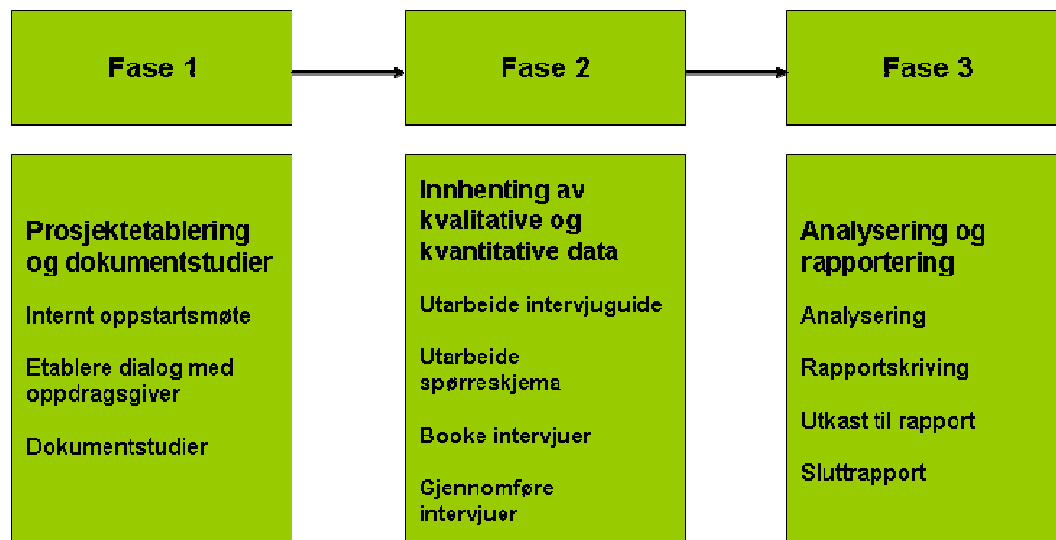 Fase 1
Fase 2
Fase 3
Prosjektetablering
og dokumentstudier
Internt oppstartsmøte
Etablere dialog med
oppdragsgiver
Dokumentstudier
Innhenting av
kvalitative og
kvantitative data
Utarbeide intervjuguide
Utarbeide
spørreskjema
Booke intervjuer
Gjennomføre
intervjuer
Analysering og
rapportering
Analysering
Rapportskriving
Utkast til rapport
Sluttrapport